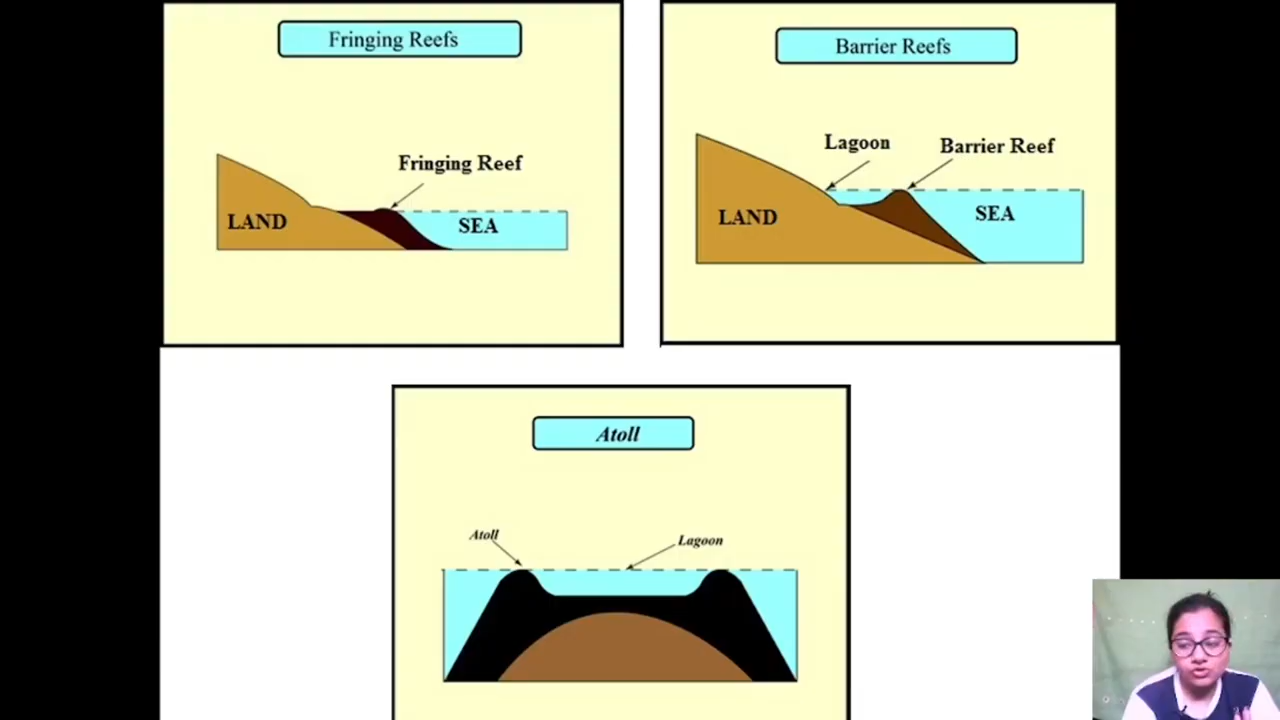 Fringing Reefs
Fringing Reef
LAND
SEA
Barrier Reefs
Lagoon
Barrier Reef
LAND
SEA
Atoll
Atoll
Lagoon